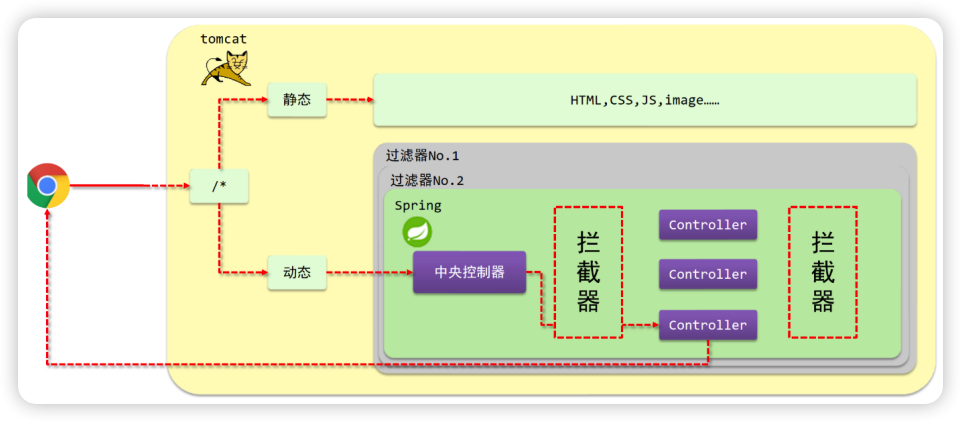 tomcat
静态
HTML,CSS,JS,image……
过滤器No.1
过滤器No.2
/*
Spring
拦截器
Controller
拦截器
Controller
动态
中央控制器
Controller